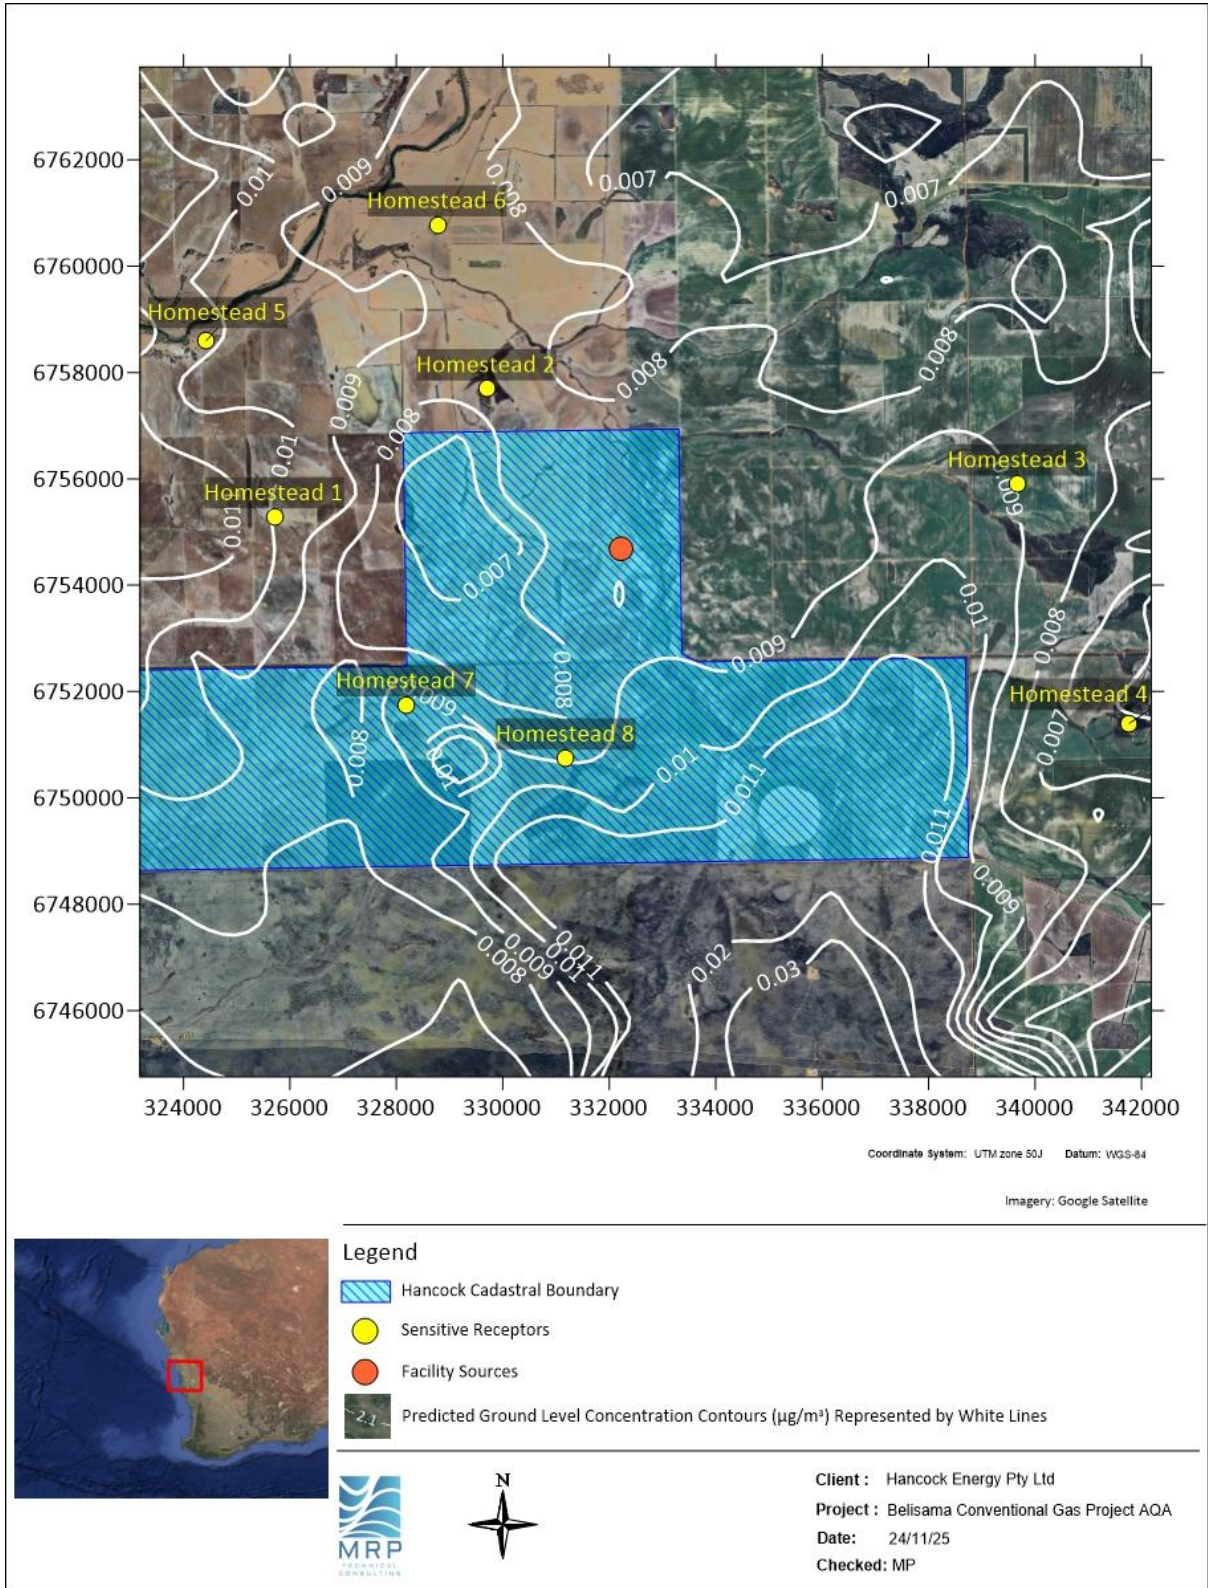 6762000
6760000
6758000
6756000
6754000
6752000
6750000
6748000
6746000
0.01
0.009
0.008
0.007
0.007
Homestead 6
Homestead 5
Homestead 2
0.008
0.008
0.009
0.008
0.01
Homestead 1
0.011
Homestead 3
0.009
0.007
0.01
0.008
0.009
0.008
Homestead 7
0.009
Homestead 4
0.007
Homestead 8
0.008
0.01
0.01
0.011
0.011
0.009
0.011
0.01
0.009
0.008
0.02
0.03
324000 326000 328000 330000 332000 334000 336000 338000 340000 342000
Coordinate System: UTM zone 50J Datum: WGS-84
Imagery: Google Satellite
Legend
Hancock Cadastral Boundary
Sensitive Receptors
Facility Sources
2.1
Predicted Ground Level Concentration Contours (µg/m³) Represented by White Lines
N
MRP
TECHNICAL
CONSULTING
Client : Hancock Energy Pty Ltd
Project : Belisama Conventional Gas Project AQA
Date: 24/11/25
Checked: MP